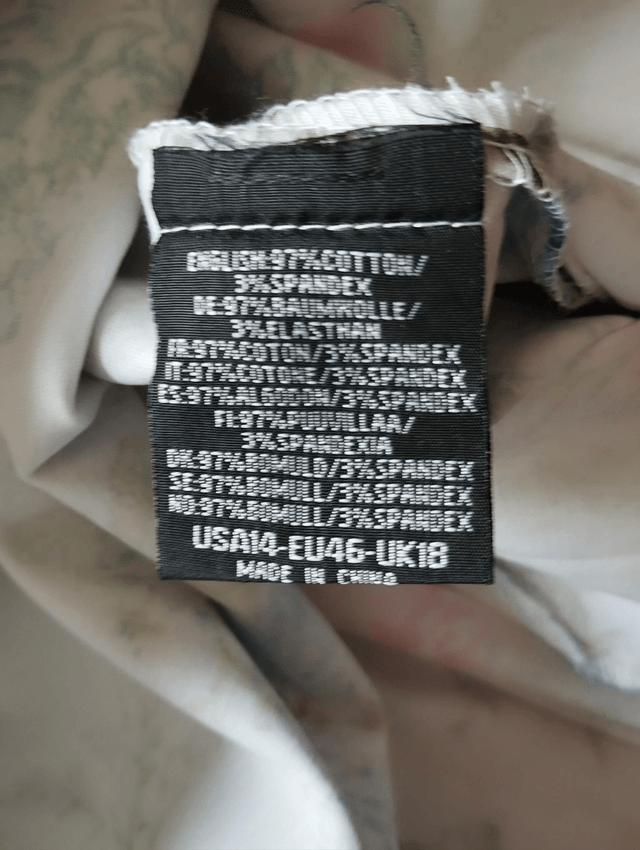 ENGLISH:97%COTTON/
3%SPANDEX
DE:97%BAUMWOLLE/
3%ELASTHAN
FR:97%COTON/3%SPANDEX
IT:97%COTONE/3%SPANDEX
ES:97%ALGODON/3%SPANDEX
FI:97%PUUVILLAA/
3%SPANDEXIA
DK:97%BOMULD/3%SPANDEX
SE:97%BOMULL/3%SPANDEX
NO:97%BOMULL/3%SPANDEX
USA14-EU46-UK18
MADE IN CHINA